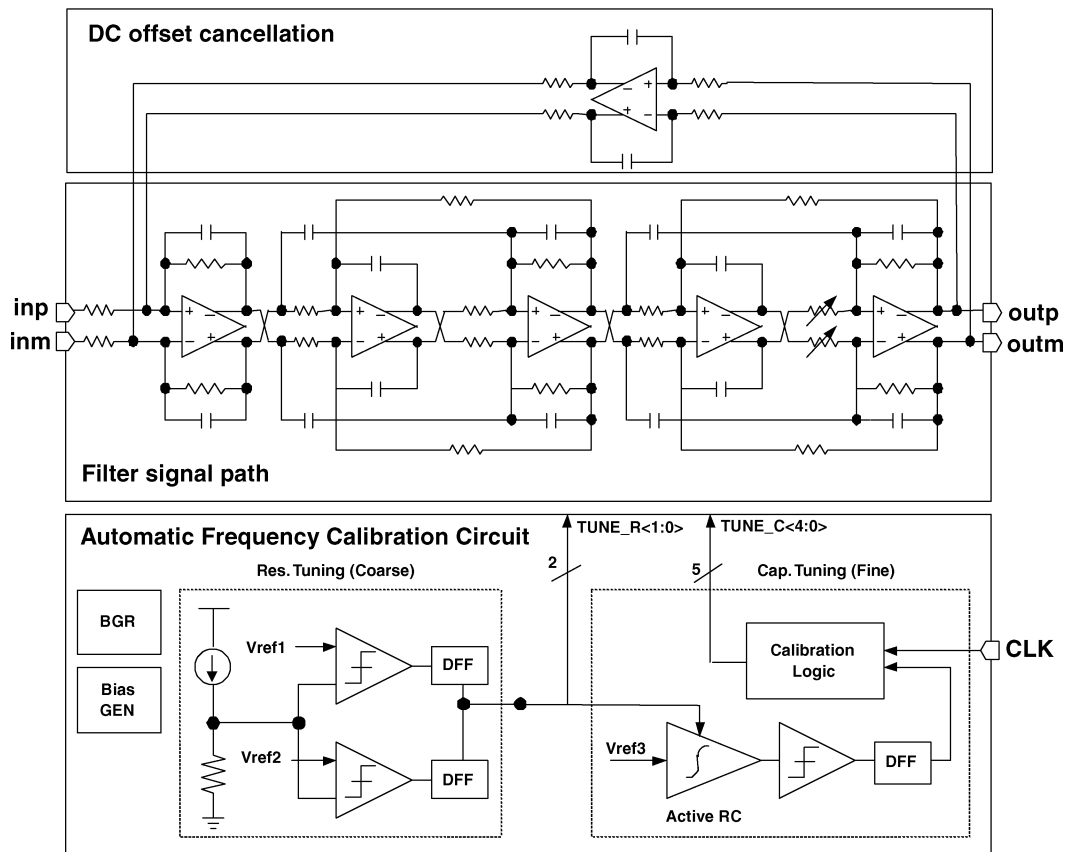 DC offset cancellation
inp
inm
outp
outm
Filter signal path
Automatic Frequency Calibration Circuit
TUNE_R<1:0>
TUNE_C<4:0>
2
5
Res. Tuning (Coarse)
Cap. Tuning (Fine)
BGR
Bias
GEN
Vref1
Vref2
DFF
DFF
Calibration
Logic
CLK
Vref3
DFF
Active RC